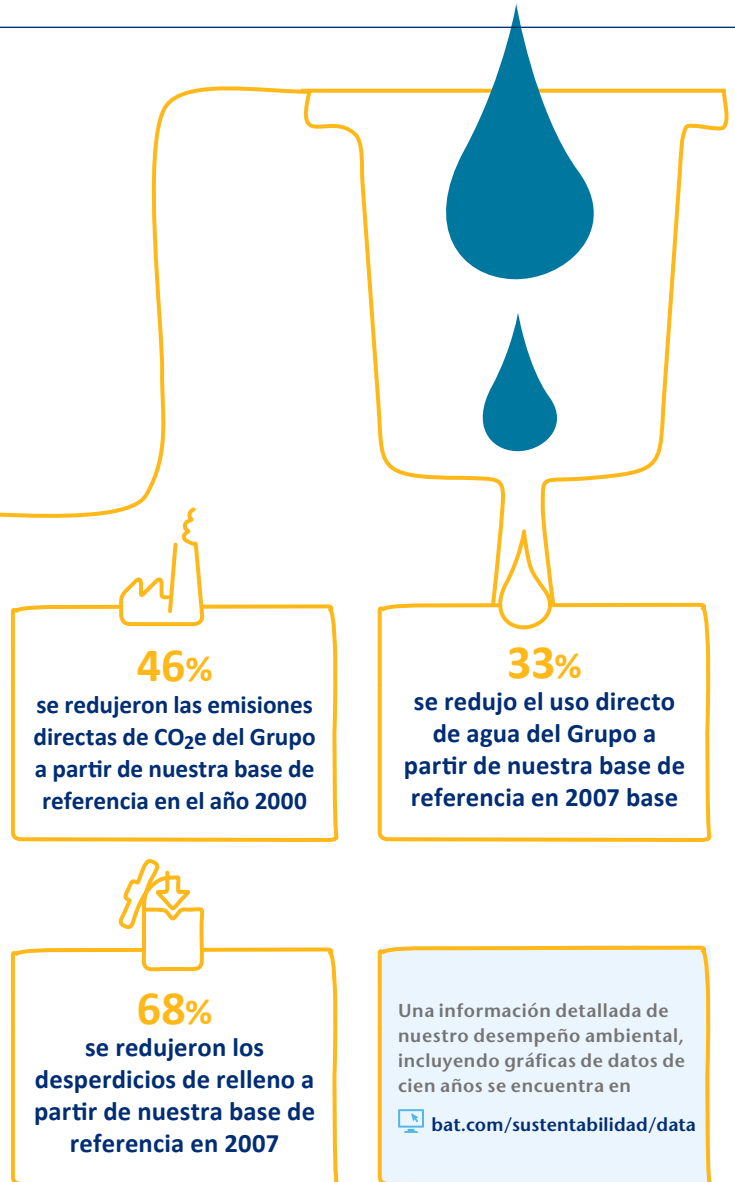 46%
se redujeron las emisiones
directas de CO2e del Grupo
a partir de nuestra base de
referencia en el año 2000
33%
se redujo el uso directo
de agua del Grupo a
partir de nuestra base de
referencia en 2007 base
68%
se redujeron los
desperdicios de relleno a
partir de nuestra base de
referencia en 2007
Una información detallada de
nuestro desempeño ambiental,
incluyendo gráficas de datos de
cien años se encuentra en
bat.com/sustentabilidad/data